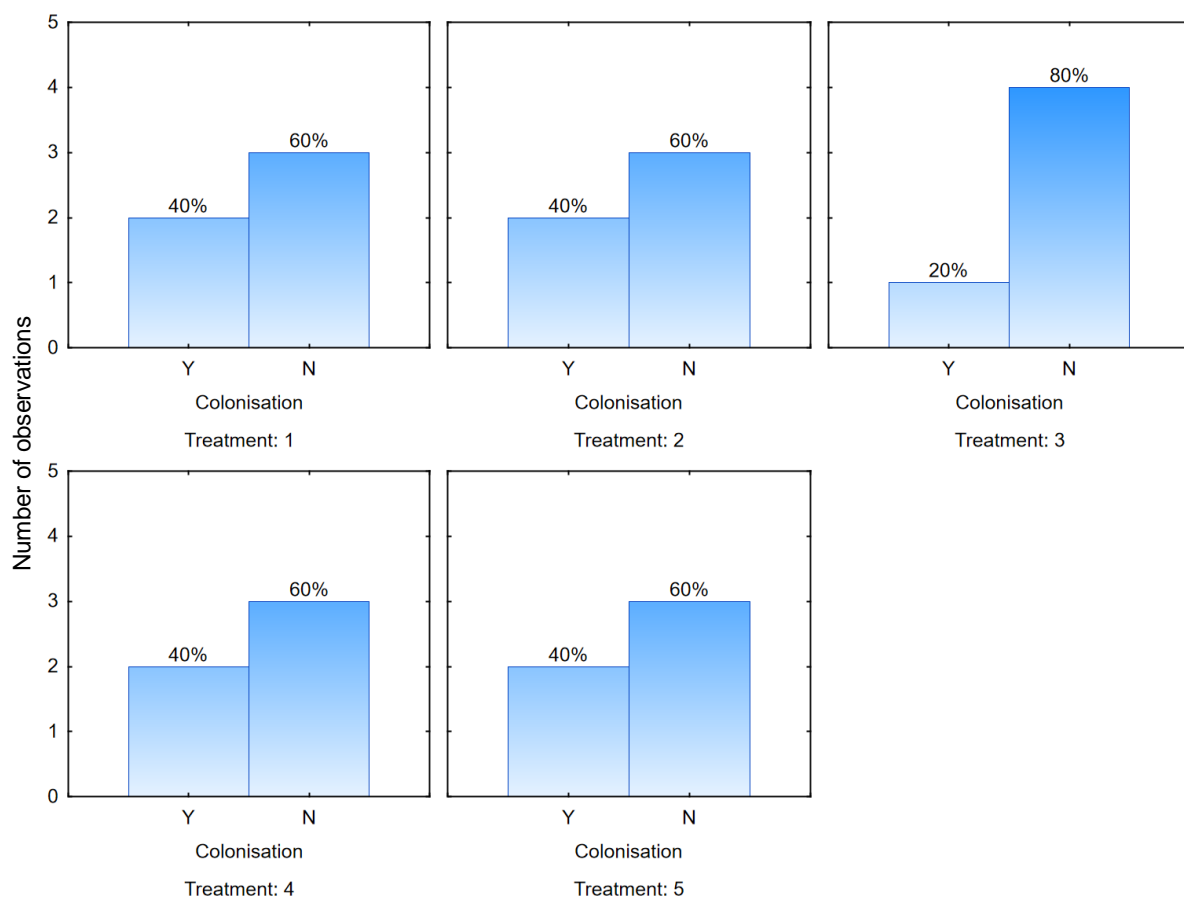 Number of observations
5
4
3
2
1
0
40%
60%
Y
N
Colonisation
Treatment: 1
40%
60%
Y
N
Colonisation
Treatment: 2
20%
80%
Y
N
Colonisation
Treatment: 3
5
4
3
2
1
0
40%
60%
Y
N
Colonisation
Treatment: 4
40%
60%
Y
N
Colonisation
Treatment: 5